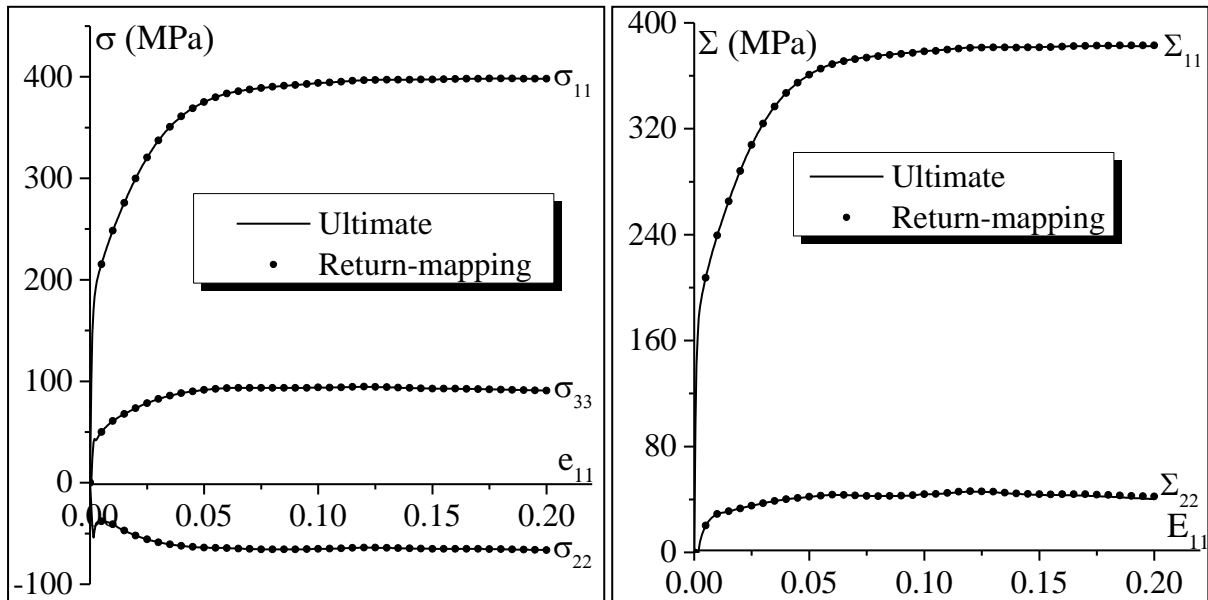 σ (MPa)
400
300
200
100
0
-100
σ11
σ33
e11
σ22
Ultimate
Return-mapping
0.00 0.05 0.10 0.15 0.20
Σ (MPa)
400
320
240
160
80
0
Σ11
Ultimate
Return-mapping
Σ22
E11
0.00 0.05 0.10 0.15 0.20